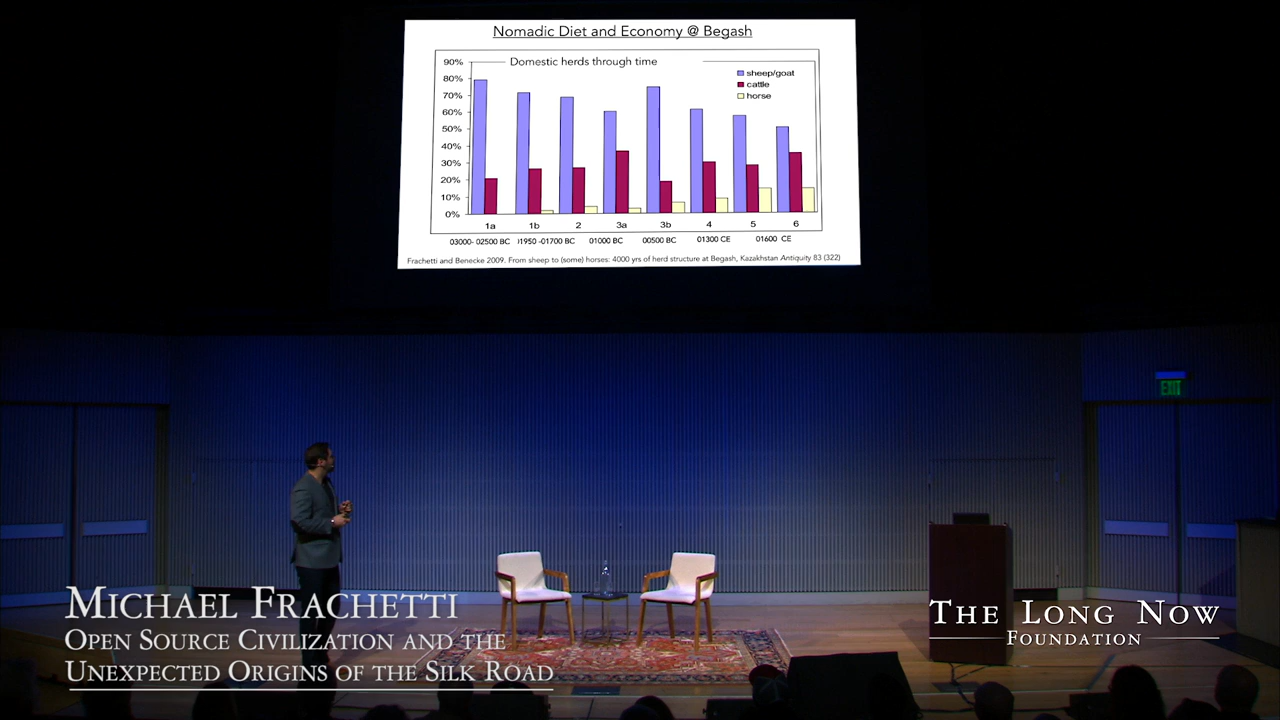 Nomadic Diet and Economy @ Begash
Domestic herds through time
90%
80%
70%
60%
50%
40%
30%
20%
10%
0%
sheep/goat
cattle
horse
1a 1b 2 3a 3b 4 5 6
03000- 02500 BC 01950 -01700 BC 01000 BC 00500 BC 01300 CE 01600 CE
Frachetti and Benecke 2009. From sheep to (some) horses: 4000 yrs of herd structure at Begash, Kazakhstan Antiquity 83 (322)
EXIT
MICHAEL FRACHETTI
OPEN SOURCE CIVILIZATION AND THE
UNEXPECTED ORIGINS OF THE SILK ROAD
THE LONG NOW
FOUNDATION